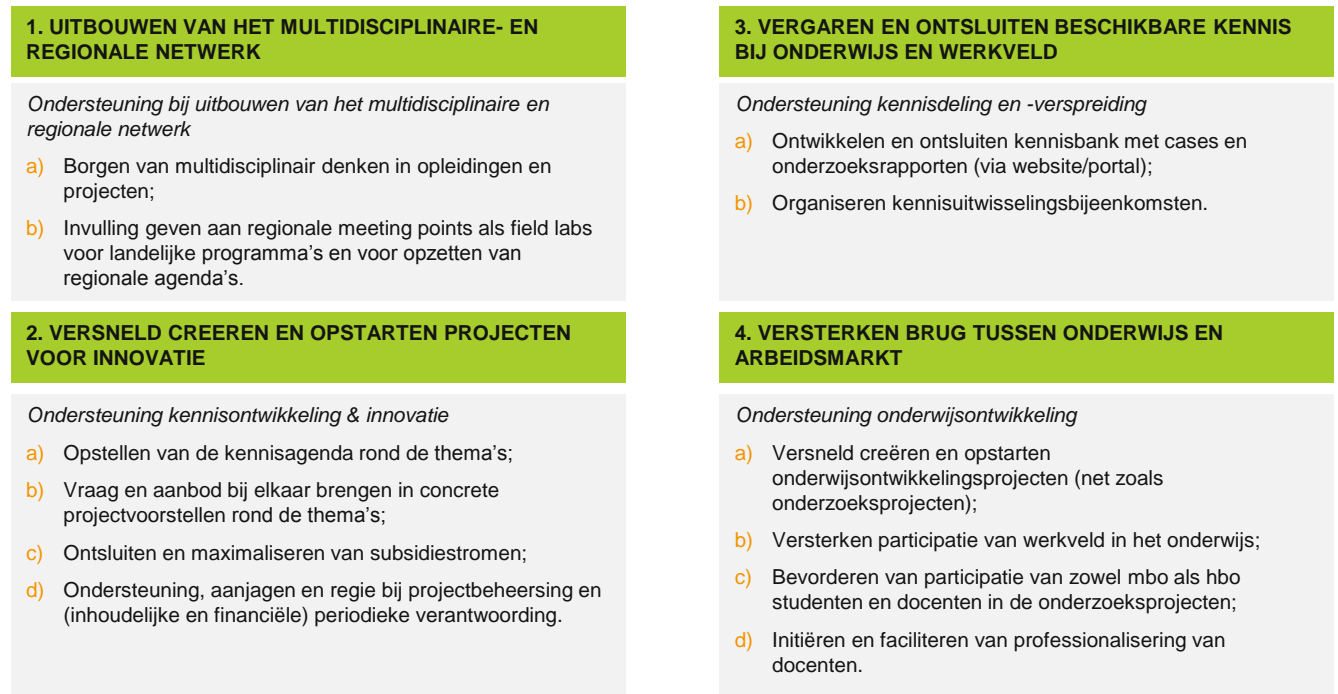 1. UITBOUWEN VAN HET MULTIDISCIPLINAIRE- EN
REGIONALE NETWERK
Ondersteuning bij uitbouwen van het multidisciplinaire en
regionale netwerk
a) Borgen van multidisciplinair denken in opleidingen en
projecten;
b) Invulling geven aan regionale meeting points als field labs
voor landelijke programma’s en voor opzetten van
regionale agenda’s.
2. VERSNELD CREEREN EN OPSTARTEN PROJECTEN
VOOR INNOVATIE
Ondersteuning kennisontwikkeling & innovatie
a) Opstellen van de kennisagenda rond de thema’s;
b) Vraag en aanbod bij elkaar brengen in concrete
projectvoorstellen rond de thema’s;
c) Ontsluiten en maximaliseren van subsidiestromen;
d) Ondersteuning, aanjagen en regie bij projectbeheersing en
(inhoudelijke en financiële) periodieke verantwoording.
3. VERGAREN EN ONTSLUITEN BESCHIKBARE KENNIS
BIJ ONDERWIJS EN WERKVELD
Ondersteuning kennisdeling en -verspreiding
a) Ontwikkelen en ontsluiten kennisbank met cases en
onderzoeksrapporten (via website/portal);
b) Organiseren kennisuitwisselingsbijeenkomsten.
4. VERSTERKEN BRUG TUSSEN ONDERWIJS EN
ARBEIDSMARKT
Ondersteuning onderwijsontwikkeling
a) Versneld creëren en opstarten
onderwijsontwikkelingsprojecten (net zoals
onderzoeksprojecten);
b) Versterken participatie van werkveld in het onderwijs;
c) Bevorderen van participatie van zowel mbo als hbo
studenten en docenten in de onderzoeksprojecten;
d) Initiëren en faciliteren van professionalisering van
docenten.